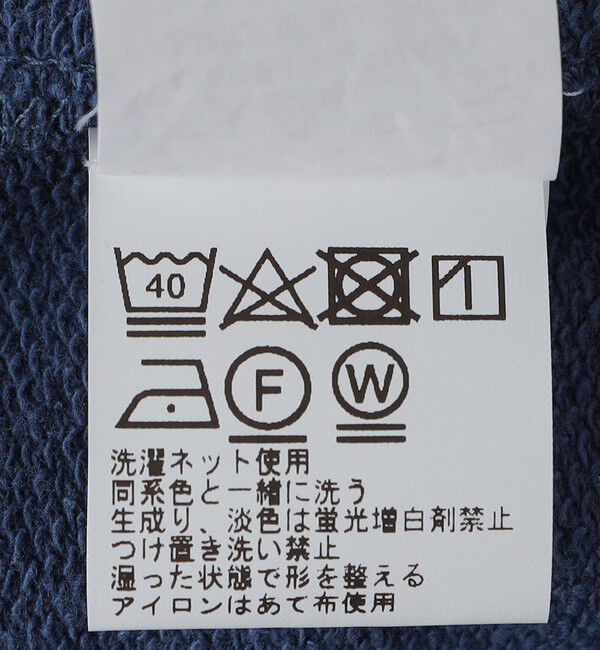 40
F W
洗濯ネット使用
同系色と一緒に洗う
生成り、淡色は蛍光増白剤禁止
つけ置き洗い禁止
湿った状態で形を整える
アイロンはあて布使用